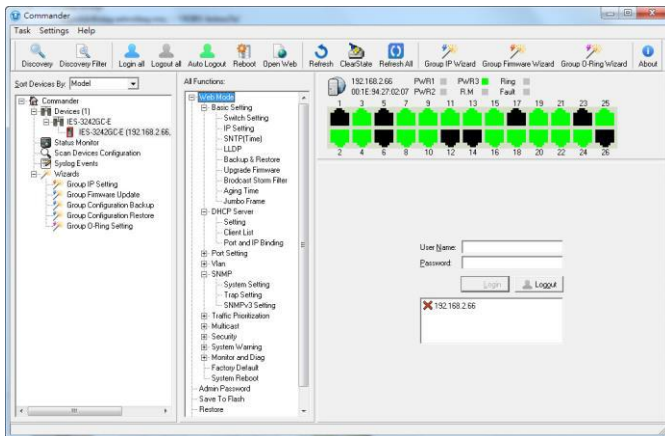 Commander
Task Settings Help
Discovery Discovery Filter Login all Logout all Auto Logout Reboot Open Web Refresh ClearState Refresh All Group IP Wizard Group Firmware Wizard Group O-Ring Wizard About
Sort Devices By: Model
Commander
Devices (1)
IES-3242GC-E
IES-3242GC-E (192.168.2.66,
Status Monitor
Scan Devices Configuration
Syslog Events
Wizards
Group IP Setting
Group Firmware Update
Group Configuration Backup
Group Configuration Restore
Group O-Ring Setting
All Functions:
Web Mode
Basic Setting
Switch Setting
IP Setting
SNTP(Time)
LLDP
Backup & Restore
Upgrade Firmware
Brodcast Storm Filter
Aging Time
Jumbo Frame
DHCP Server
Setting
Client List
Port and IP Binding
Port Setting
Vlan
SNMP
System Setting
Trap Setting
SNMPv3 Setting
Traffic Prioritization
Multicast
Security
System Warning
Monitor and Diag
Factory Default
System Reboot
Admin Password
Save To Flash
Restore
192.168.2.66 PWR1 PWR3 Ring
00:1E:94:27:02:07 PWR2 R.M Fault
1 3 5 7 9 11 13 15 17 19 21 23 25
2 4 6 8 10 12 14 16 18 20 22 24 26
User Name:
Password:
Login Logout
192.168.2.66